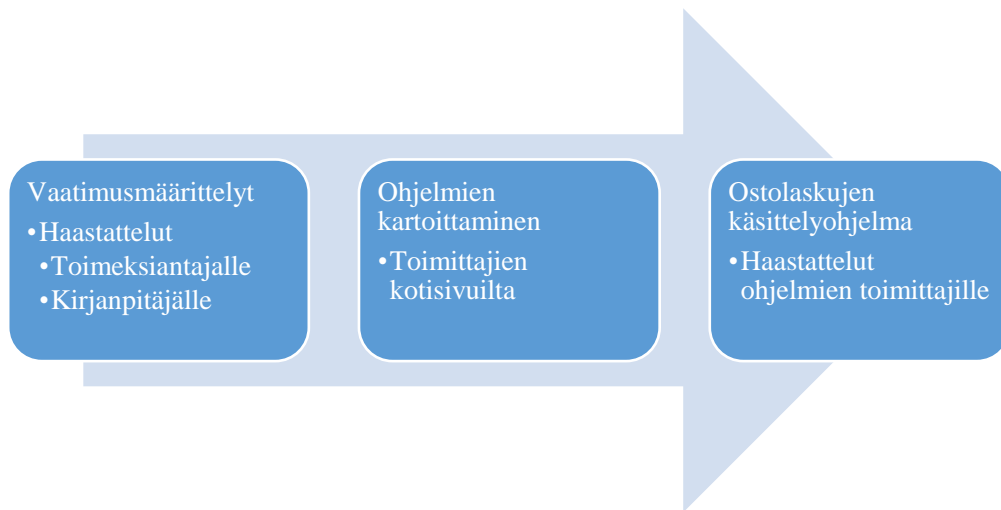 Vaatimusmäärittelyt
•Haastattelut
•Toimeksiantajalle
•Kirjanpitäjälle
Ohjelmien
kartoittaminen
•Toimittajien
kotisivuilta
Ostolaskujen
käsittelyohjelma
•Haastattelut
ohjelmien toimittajille